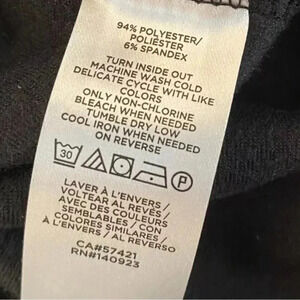 94% POLYESTER/
POLIÉSTER
6% SPANDEX
TURN INSIDE OUT
MACHINE WASH COLD
DELICATE CYCLE WITH LIKE
COLORS
ONLY NON-CHLORINE
BLEACH WHEN NEEDED
TUMBLE DRY LOW
COOL IRON WHEN NEEDED
ON REVERSE
30 P
LAVER À L'ENVERS/
VOLTEAR AL REVÉS/
AVEC DES COULEURS
SEMBLABLES / CON
COLORES SIMILARES /
À L'ENVERS / AL REVERSO
CA#57421
RN#140923